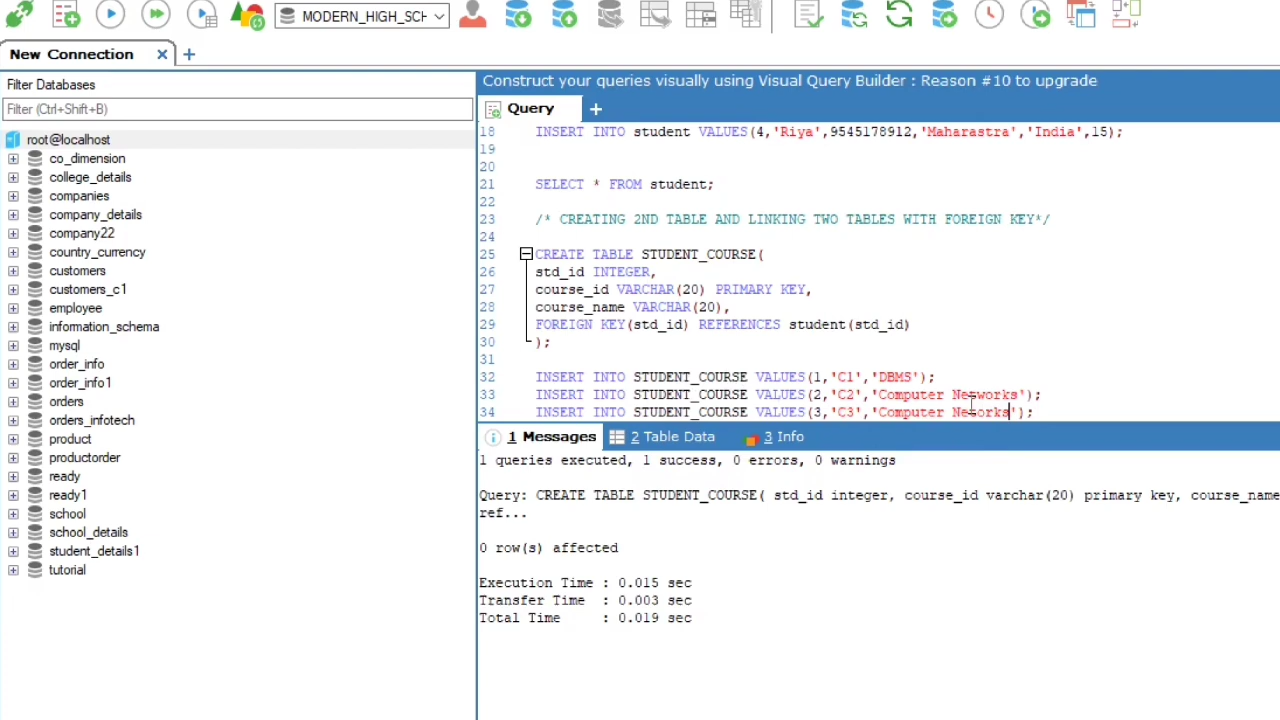 MODERN_HIGH_SCH
New Connection
Filter Databases
Filter (Ctrl+Shift+B)
root@localhost
co_dimension
college_details
companies
company_details
company22
country_currency
customers
customers_c1
employee
information_schema
mysql
order_info
order_info1
orders
orders_infotech
product
productorder
ready
ready1
school
school_details
student_details1
tutorial
Construct your queries visually using Visual Query Builder : Reason #10 to upgrade
Query
18 INSERT INTO student VALUES(4,'Riya',9545178912,'Maharastra','India',15);
19
20
21 SELECT * FROM student;
22
23 /* CREATING 2ND TABLE AND LINKING TWO TABLES WITH FOREIGN KEY*/
24
25 CREATE TABLE STUDENT_COURSE(
26 std_id INTEGER,
27 course_id VARCHAR(20) PRIMARY KEY,
28 course_name VARCHAR(20),
29 FOREIGN KEY(std_id) REFERENCES student(std_id)
30 );
31
32 INSERT INTO STUDENT_COURSE VALUES(1,'C1','DBMS');
33 INSERT INTO STUDENT_COURSE VALUES(2,'C2','Computer Networks');
34 INSERT INTO STUDENT_COURSE VALUES(3,'C3','Computer Networks');
1 Messages 2 Table Data 3 Info
1 queries executed, 1 success, 0 errors, 0 warnings
Query: CREATE TABLE STUDENT_COURSE( std_id integer, course_id varchar(20) primary key, course_name
ref...
0 row(s) affected
Execution Time : 0.015 sec
Transfer Time : 0.003 sec
Total Time : 0.019 sec